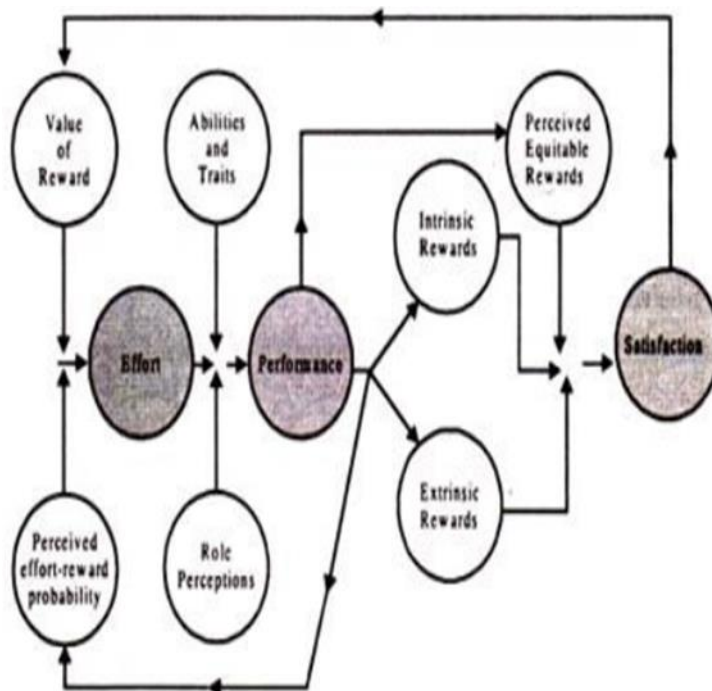 Value
of
Reward
Abilities
and
Traits
Perceived
Equitable
Rewards
Intrinsic
Rewards
Effort
Performance
Satisfaction
Extrinsic
Rewards
Perceived
effort-reward
probability
Role
Perceptions